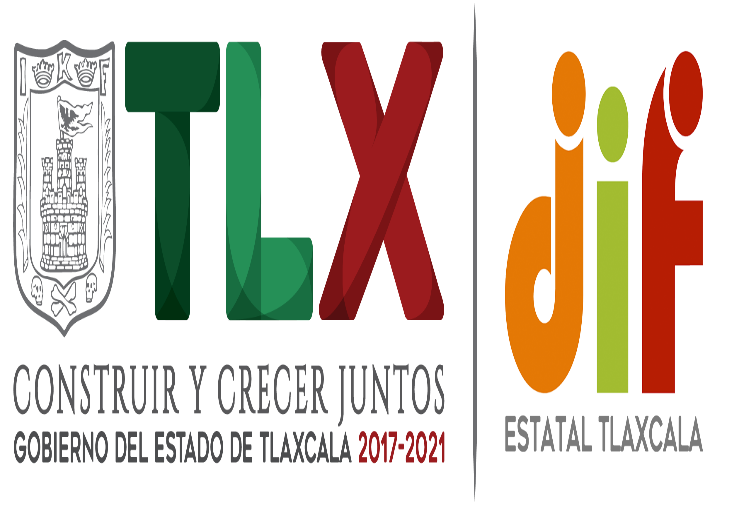 I K F
TLX
CONSTRUIR Y CRECER JUNTOS
GOBIERNO DEL ESTADO DE TLAXCALA 2017-2021
dif
ESTATAL TLAXCALA